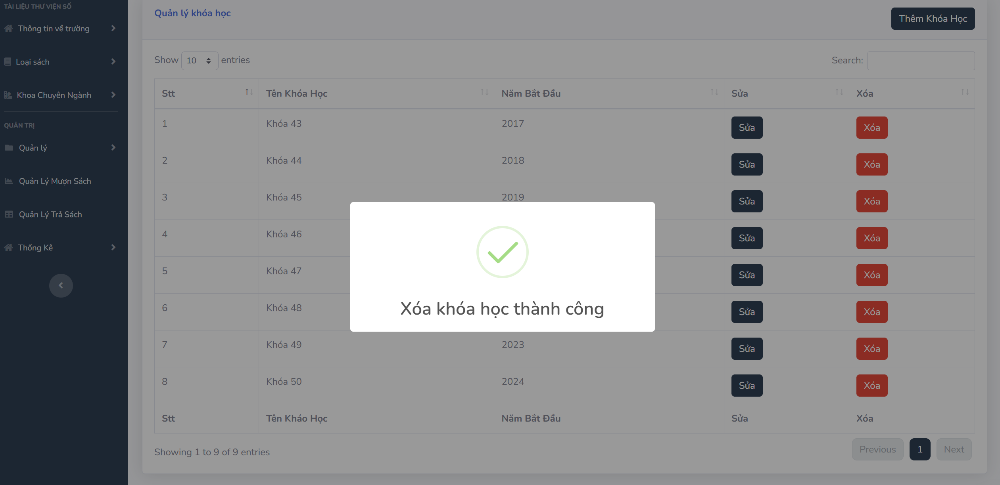 TÀI LIỆU THƯ VIỆN SỐ
Thông tin về trường
Loại sách
Khoa Chuyên Ngành
QUẢN TRỊ
Quản lý
Quản Lý Mượn Sách
Quản Lý Trả Sách
Thống Kê
Quản lý khóa học
Thêm Khóa Học
Show 10 entries
Search:
Stt Tên Khóa Học Năm Bắt Đầu Sửa Xóa
1 Khóa 43 2017 Sửa Xóa
2 Khóa 44 2018 Sửa Xóa
3 Khóa 45 2019 Sửa Xóa
4 Khóa 46 Sửa Xóa
5 Khóa 47 Sửa Xóa
6 Khóa 48 Sửa Xóa
7 Khóa 49 2023 Sửa Xóa
8 Khóa 50 2024 Sửa Xóa
Stt Tên Kháo Học Năm Bắt Đầu Sửa Xóa
Showing 1 to 9 of 9 entries
Previous 1 Next
Xóa khóa học thành công